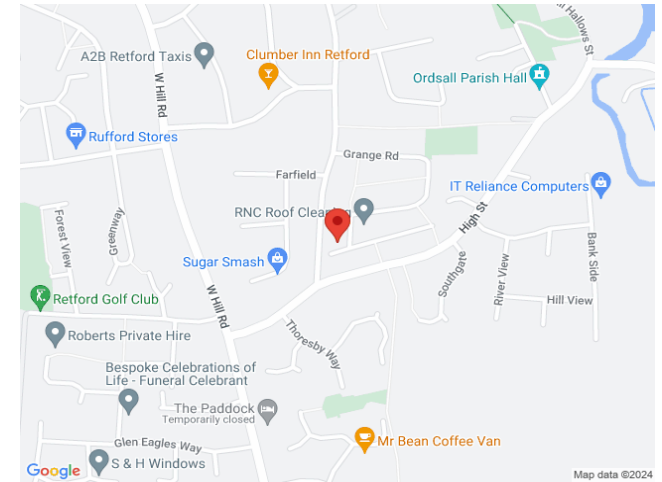 Hallows St
A2B Retford Taxis
Clumber Inn Retford
Ordsall Parish Hall
W Hill Rd
Rufford Stores
Grange Rd
Farfield
IT Reliance Computers
RNC Roof Cleaning
High St
Forest View
Greenway
Sugar Smash
Southgate
River View
Bank Side
Retford Golf Club
W Hill Rd
Hill View
Roberts Private Hire
Thoresby Way
Bespoke Celebrations of
Life - Funeral Celebrant
The Paddock
Temporarily closed
Glen Eagles Way
Mr Bean Coffee Van
S & H Windows
Google
Map data ©2024